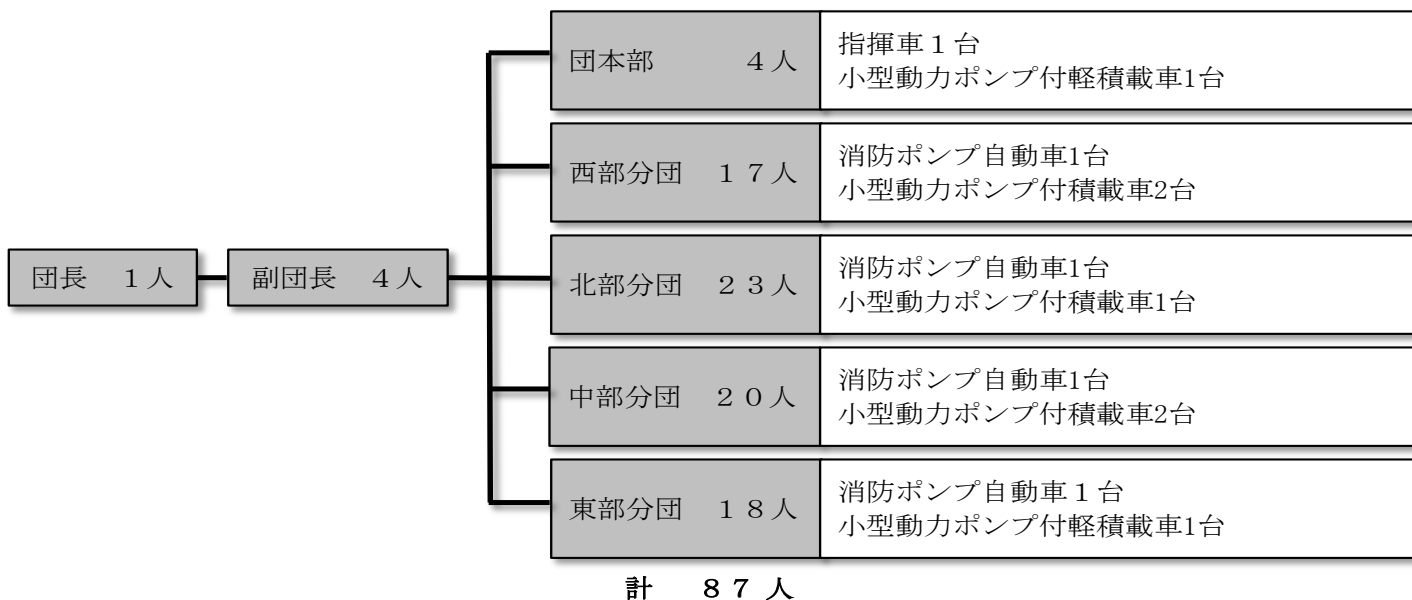 団長　１人
副団長　４人
団本部　　　４人
指揮車１台
小型動力ポンプ付軽積載車1台
西部分団　１７人
消防ポンプ自動車1台
小型動力ポンプ付積載車2台
北部分団　２３人
消防ポンプ自動車1台
小型動力ポンプ付積載車1台
中部分団　２０人
消防ポンプ自動車1台
小型動力ポンプ付積載車2台
東部分団　１８人
消防ポンプ自動車１台
小型動力ポンプ付軽積載車1台
計　８７人